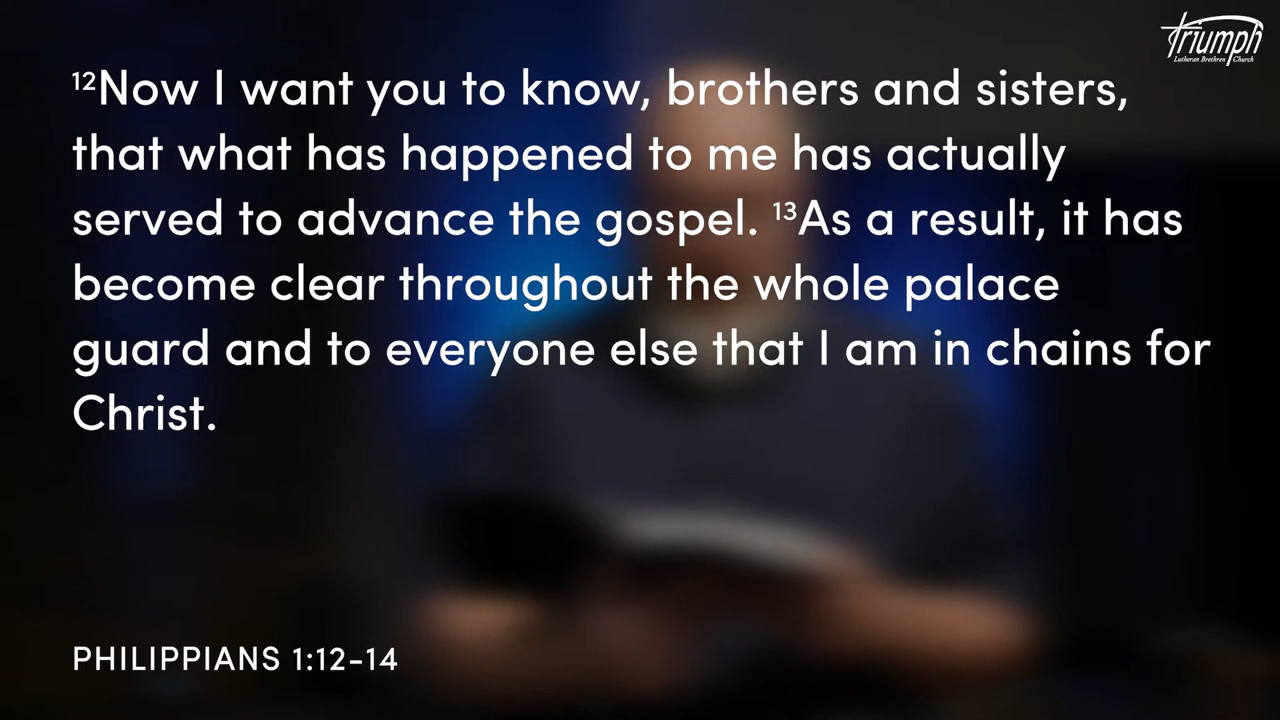 triumph
Lutheran Brethren Church
¹²Now I want you to know, brothers and sisters,
that what has happened to me has actually
served to advance the gospel. ¹³As a result, it has
become clear throughout the whole palace
guard and to everyone else that I am in chains for
Christ.
PHILIPPIANS 1:12-14